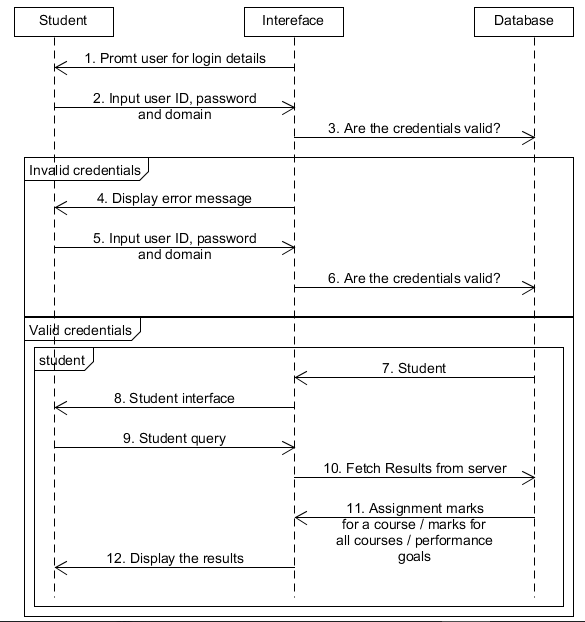 Student
Intereface
Database
1. Promt user for login details
2. Input user ID, password
and domain
3. Are the credentials valid?
Invalid credentials
4. Display error message
5. Input user ID, password
and domain
6. Are the credentials valid?
Valid credentials
student
7. Student
8. Student interface
9. Student query
10. Fetch Results from server
11. Assignment marks
for a course / marks for
all courses / performance
goals
12. Display the results